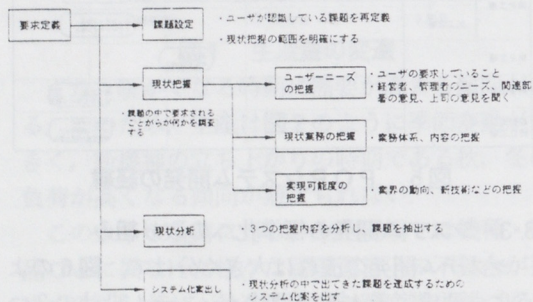 要求定義
課題設定
・ユーザが認識している課題を再定義
・現状把握の範囲を明確にする
現状把握
・課題の中で要求される
ことがらが何かを調査
する
ユーザーニーズ
の把握
・ユーザの要求していること
・経営者、管理者のニーズ、関連部
署の意見、上司の意見を聞く
現状業務の把握
・業務体系、内容の把握
実現可能度の
把握
・業界の動向、新技術などの把握
現状分析
・3つの把握内容を分析し、課題を抽出する
システム化案出し
・現状分析の中で出てきた課題を達成するための
システム化案を出す